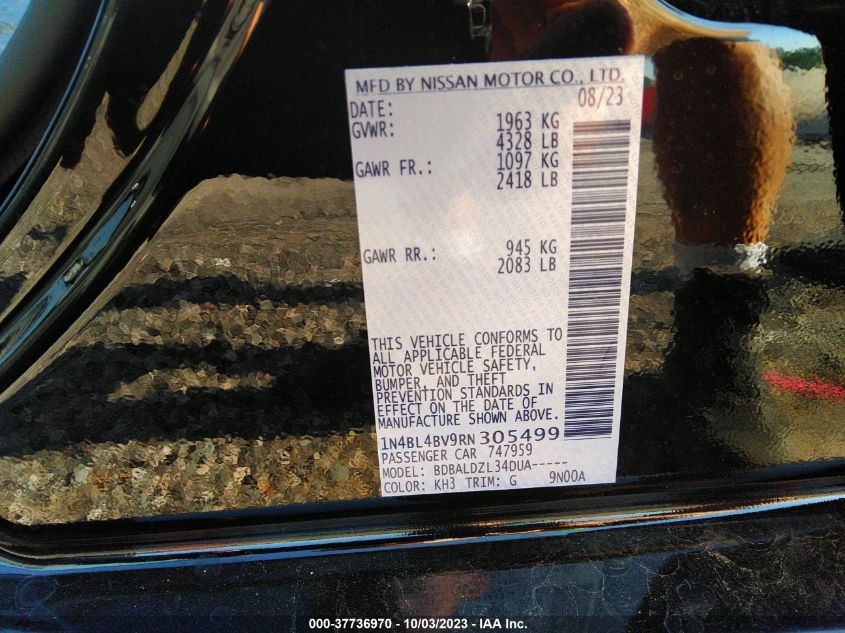 MFD BY NISSAN MOTOR CO., LTD.
DATE: 08/23
GVWR: 1963 KG
4328 LB
GAWR FR.: 1097 KG
2418 LB
GAWR RR.: 945 KG
2083 LB
THIS VEHICLE CONFORMS TO
ALL APPLICABLE FEDERAL
MOTOR VEHICLE SAFETY,
BUMPER, AND THEFT
PREVENTION STANDARDS IN
EFFECT ON THE DATE OF
MANUFACTURE SHOWN ABOVE.
1N4BL4BV9RN305499
PASSENGER CAR 747959
MODEL: BDBALDZL34DUA-----
COLOR: KH3 TRIM: G 9N00A
000-37736970 - 10/03/2023 - IAA Inc.